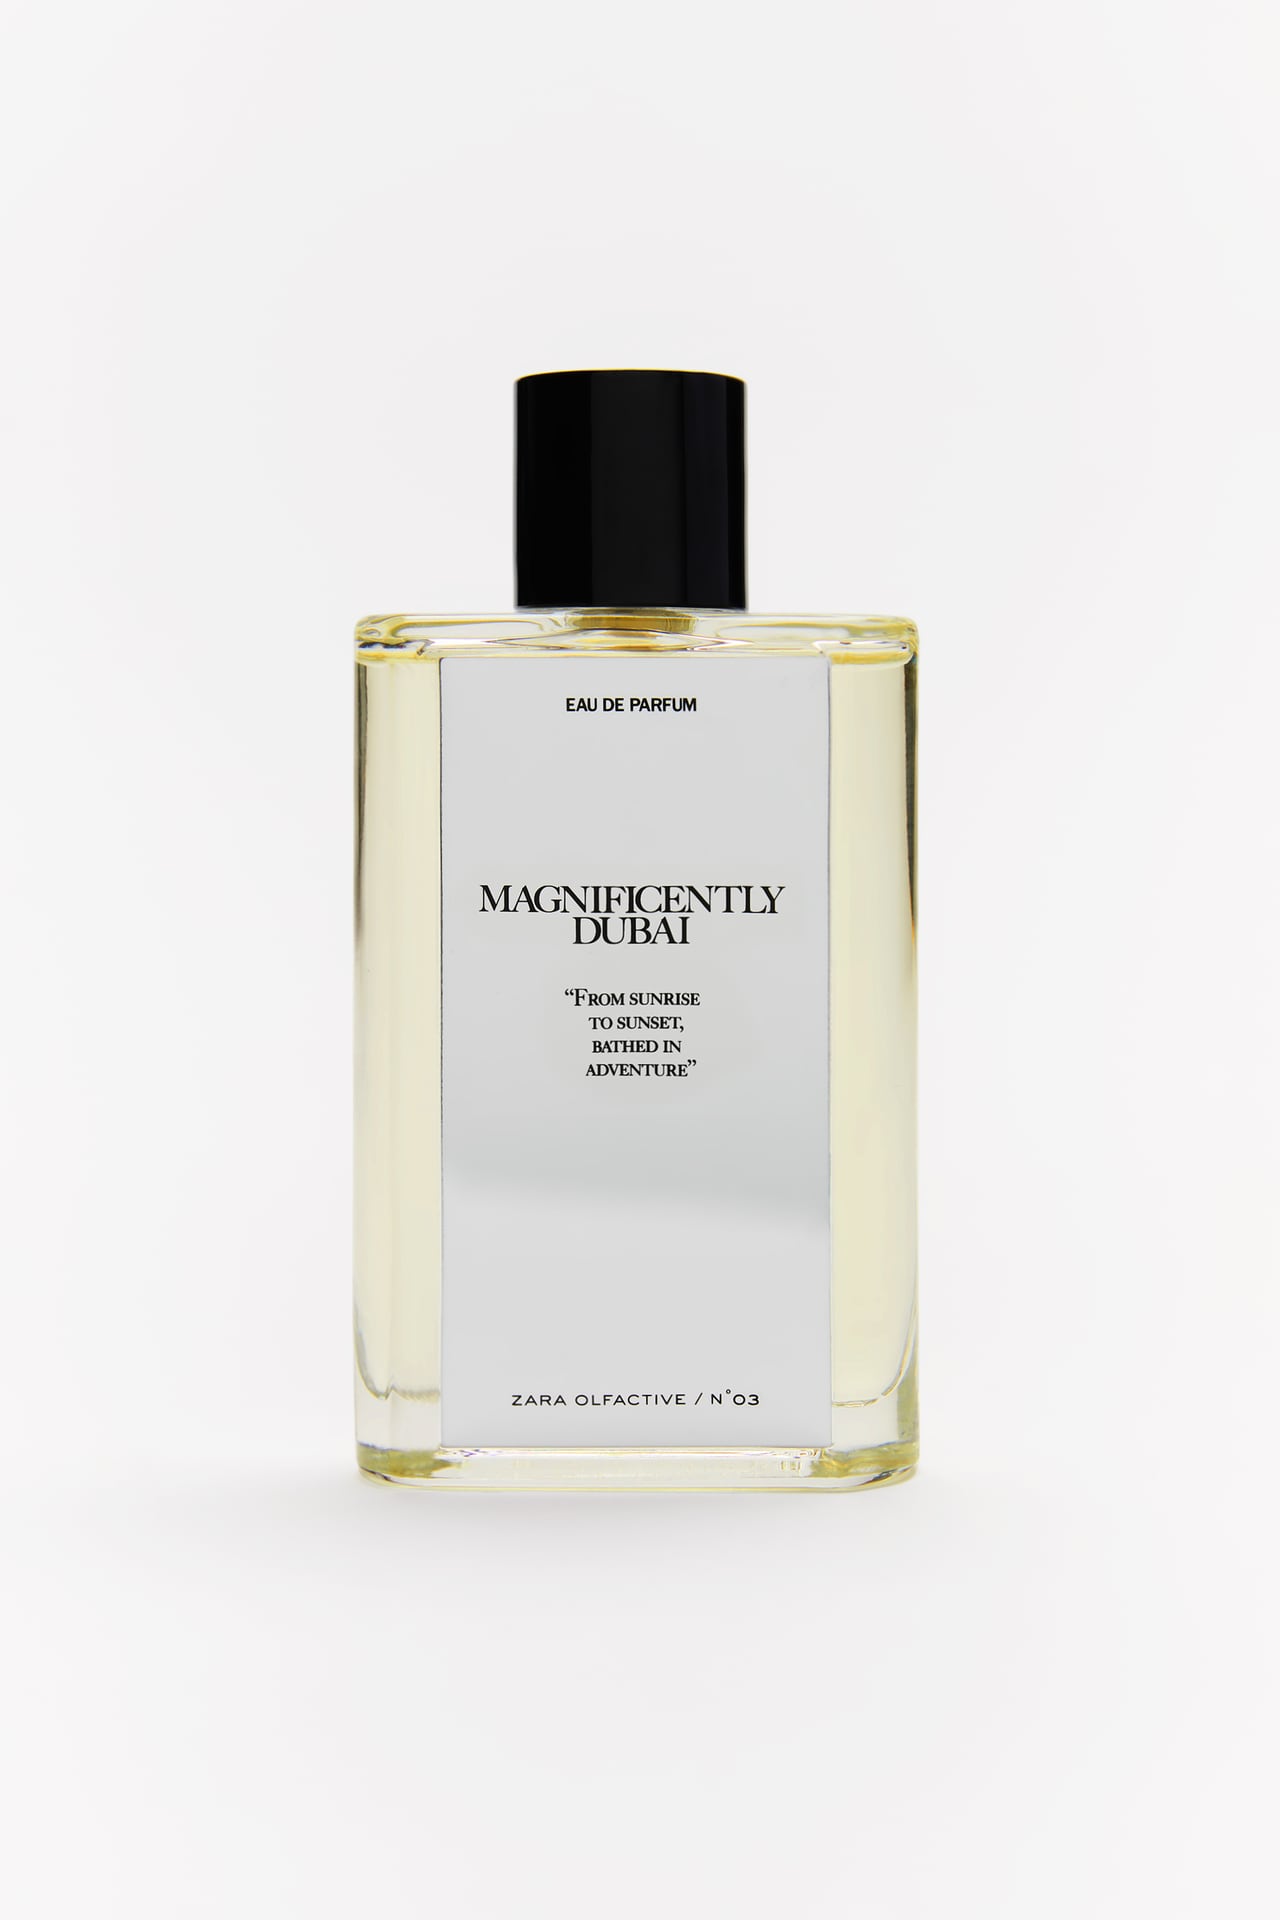 EAU DE PARFUM
MAGNIFICENTLY
DUBAI
“FROM SUNRISE
TO SUNSET,
BATHED IN
ADVENTURE”
ZARA OLFACTIVE / N°03